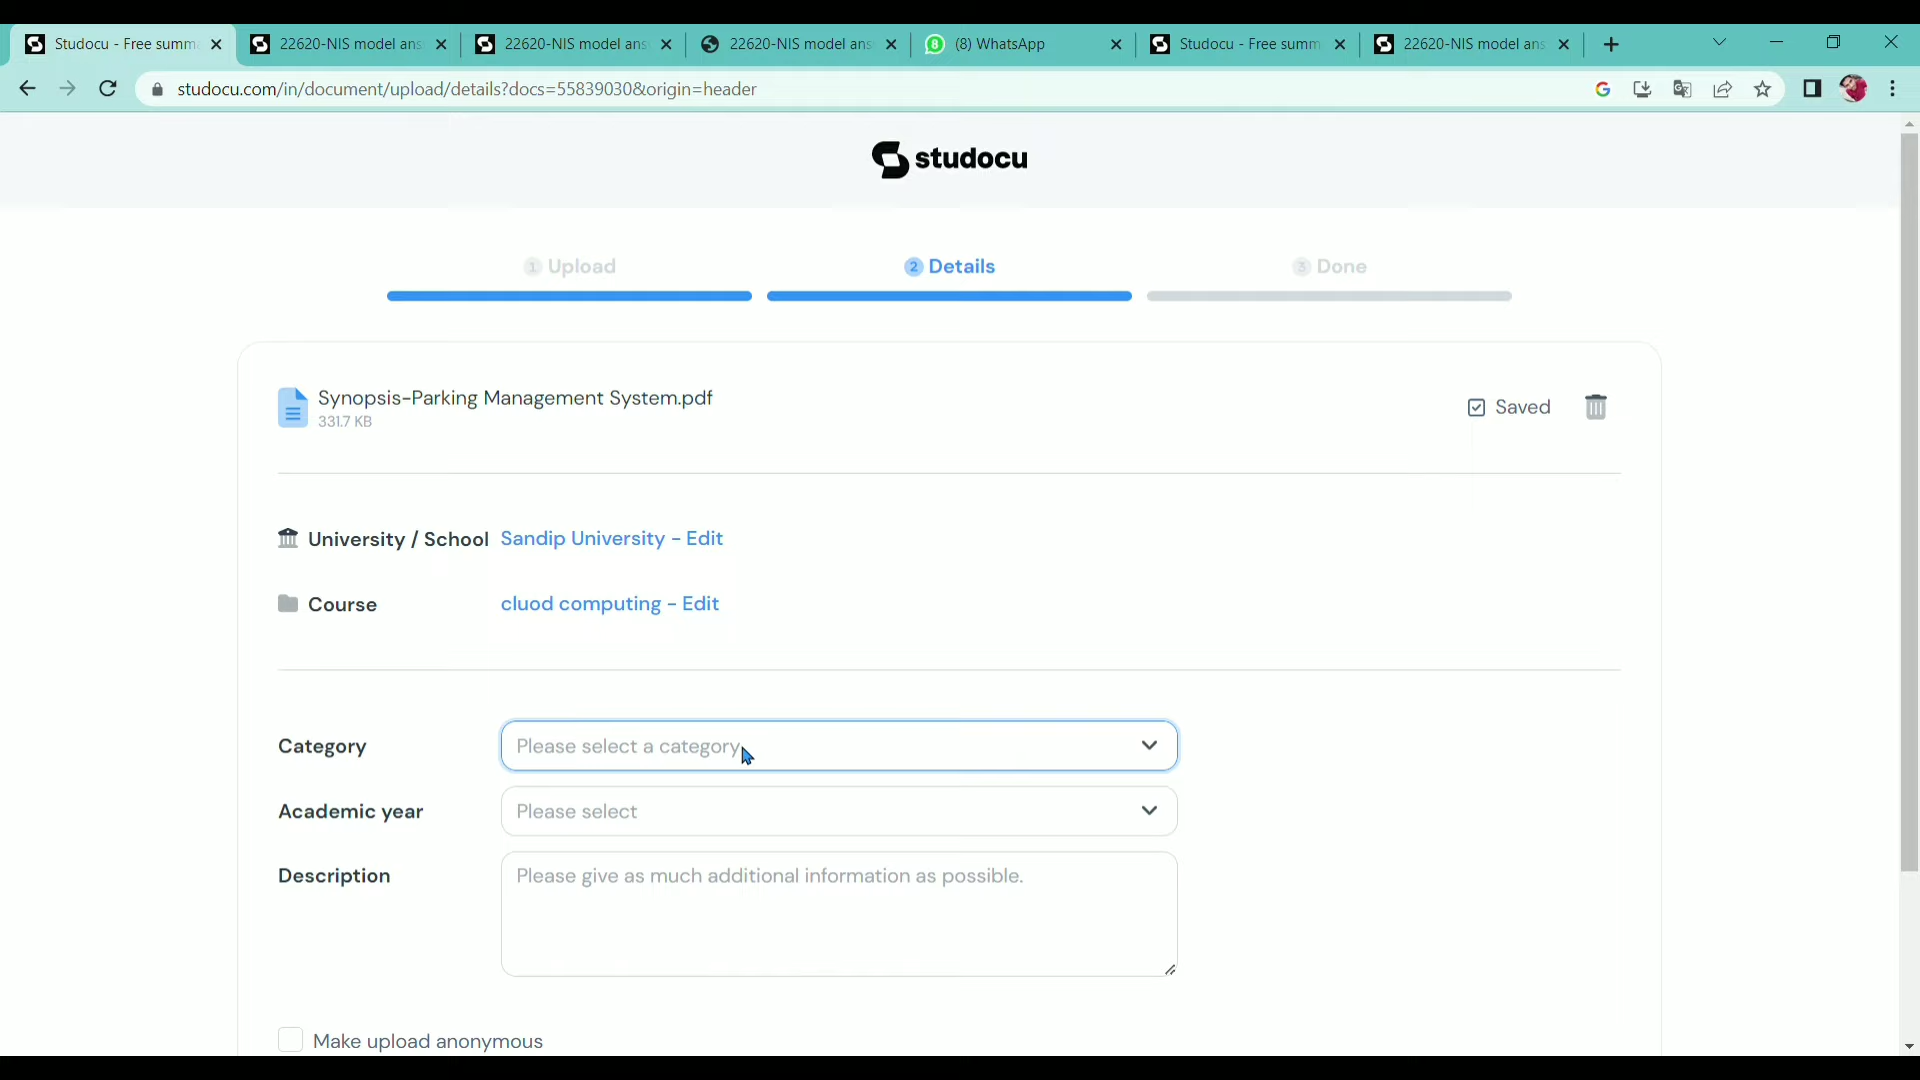 Studocu - Free summ
22620-NIS model ans
22620-NIS model ans
22620-NIS model ans
8 (8) WhatsApp
Studocu - Free summ
22620-NIS model ans
studocu.com/in/document/upload/details?docs=55839030&origin=header
studocu
1 Upload
2 Details
3 Done
Synopsis-Parking Management System.pdf
331.7 KB
Saved
University / School Sandip University - Edit
Course cluod computing - Edit
Category Please select a category
Academic year Please select
Description Please give as much additional information as possible.
Make upload anonymous